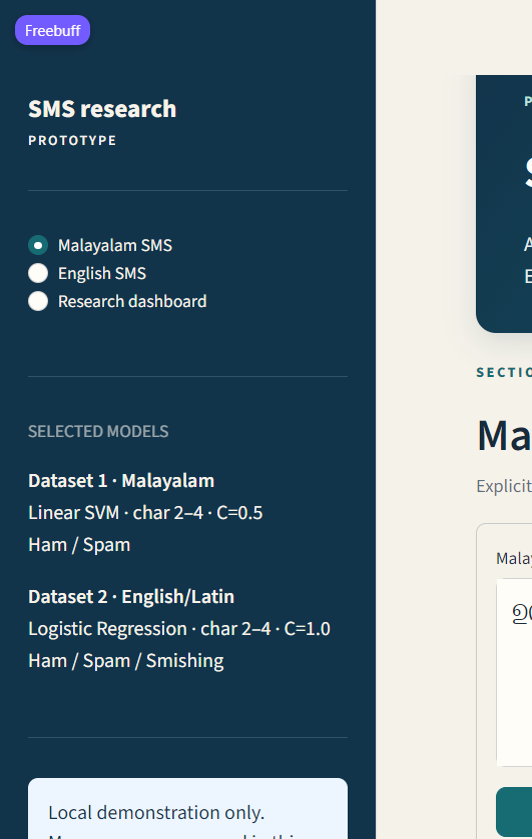 Freebuff
SMS research
PROTOTYPE
Malayalam SMS
English SMS
Research dashboard
SELECTED MODELS
Dataset 1 · Malayalam
Linear SVM · char 2–4 · C=0.5
Ham / Spam
Dataset 2 · English/Latin
Logistic Regression · char 2–4 · C=1.0
Ham / Spam / Smishing
Local demonstration only.
SECTIO
Ma
Explicit
Malay